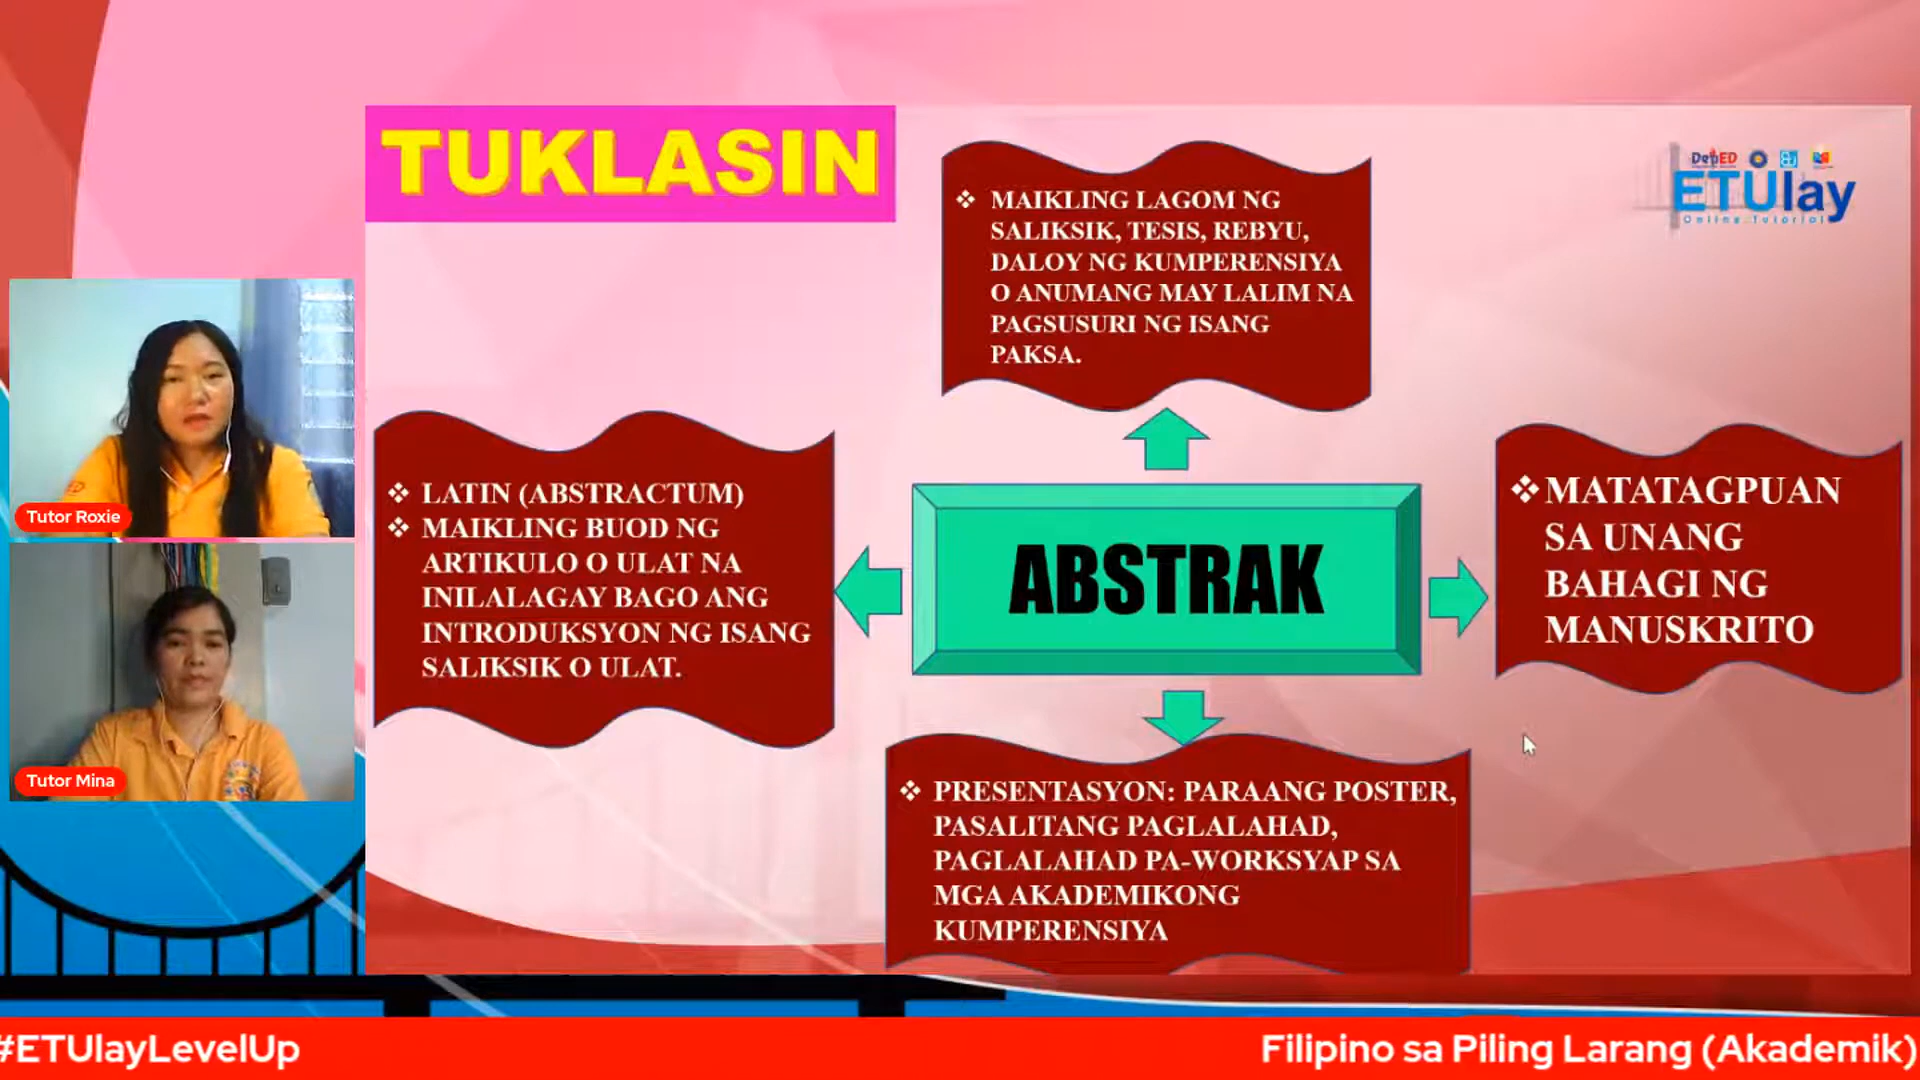 TUKLASIN
DepED
ETUlay
Online Tutorial
❖ MAIKLING LAGOM NG
SALIKSIK, TESIS, REBYU,
DALOY NG KUMPERENSIYA
O ANUMANG MAY LALIM NA
PAGSUSURI NG ISANG
PAKSA.
❖ LATIN (ABSTRACTUM)
❖ MAIKLING BUOD NG
ARTIKULO O ULAT NA
INILALAGAY BAGO ANG
INTRODUKSYON NG ISANG
SALIKSIK O ULAT.
ABSTRAK
❖MATATAGPUAN
SA UNANG
BAHAGI NG
MANUSKRITO
❖ PRESENTASYON: PARAANG POSTER,
PASALITANG PAGLALAHAD,
PAGLALAHAD PA-WORKSYAP SA
MGA AKADEMIKONG
KUMPERENSIYA
Tutor Roxie
Tutor Mina
#ETUlayLevelUp
Filipino sa Piling Larang (Akademik)